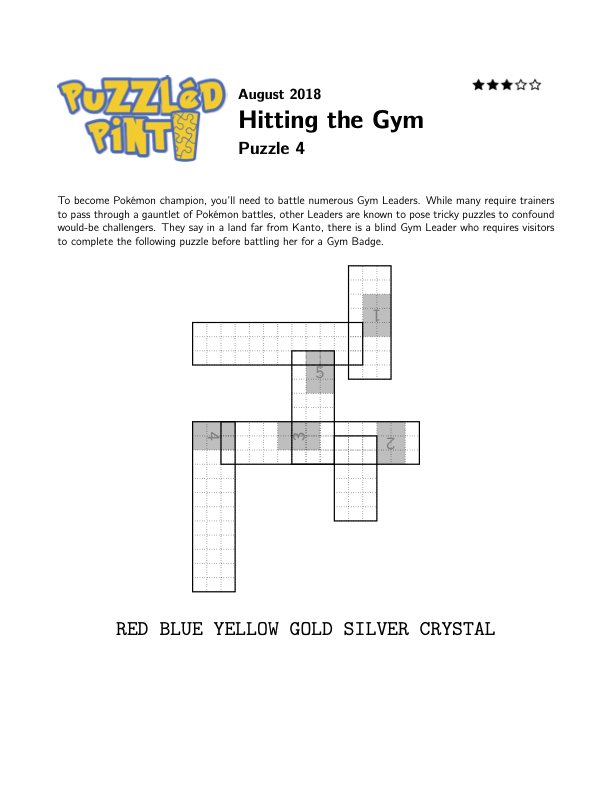 PUZZLéD
PiNT
August 2018
Hitting the Gym
Puzzle 4
To become Pokémon champion, you'll need to battle numerous Gym Leaders. While many require trainers
to pass through a gauntlet of Pokémon battles, other Leaders are known to pose tricky puzzles to confound
would-be challengers. They say in a land far from Kanto, there is a blind Gym Leader who requires visitors
to complete the following puzzle before battling her for a Gym Badge.
1
5
4
3
2
RED BLUE YELLOW GOLD SILVER CRYSTAL